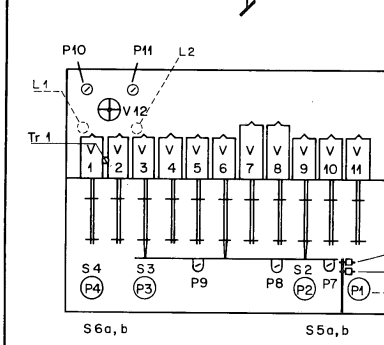 P10 P11 L2
L1 V12
Tr 1
V V V V V V V V V V V
1 2 3 4 5 6 7 8 9 10 11
S4 S3 S2
P4 P3 P9 P8 P2 P7 P1
S6a,b S5a,b